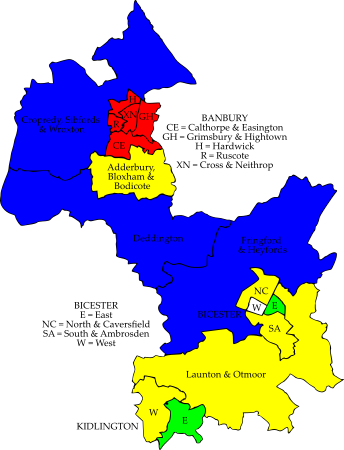 H
XN
GH
R
CE
Cropredy, Sibfords
& Wroxton
BANBURY
CE = Calthorpe & Easington
GH = Grimsbury & Hightown
H = Hardwick
R = Ruscote
XN = Cross & Neithrop
Adderbury,
Bloxham &
Bodicote
Deddington
Fringford
& Heyfords
NC
W
E
BICESTER
SA
BICESTER
E = East
NC = North & Caversfield
SA = South & Ambrosden
W = West
Launton & Otmoor
W
E
KIDLINGTON